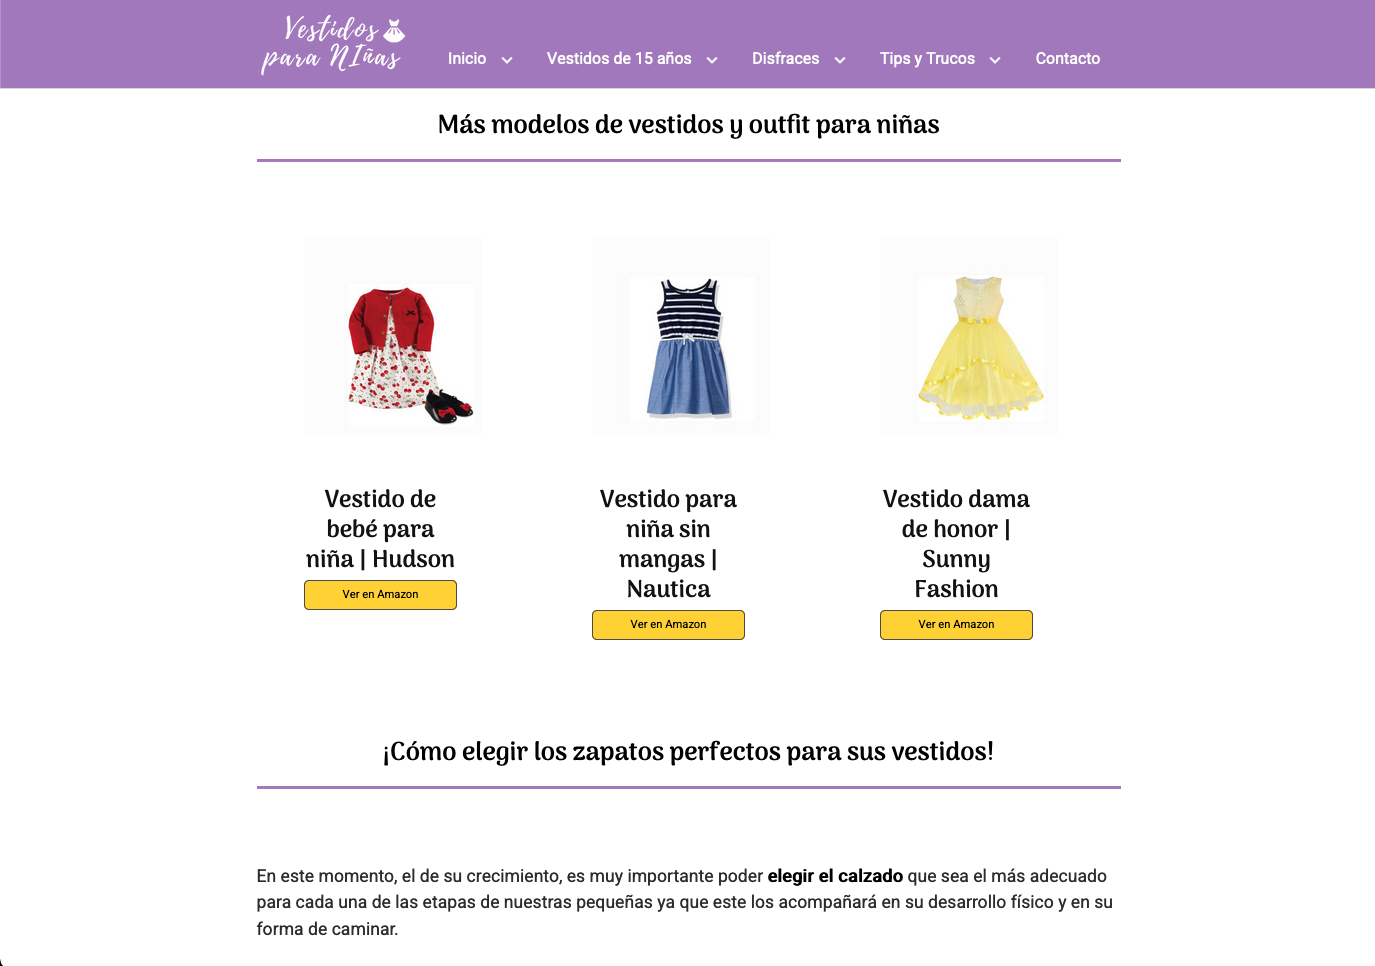 Vestidos
para NIñas
Inicio
Vestidos de 15 años
Disfraces
Tips y Trucos
Contacto
Más modelos de vestidos y outfit para niñas
Vestido de
bebé para
niña | Hudson
Ver en Amazon
Vestido para
niña sin
mangas |
Nautica
Ver en Amazon
Vestido dama
de honor |
Sunny
Fashion
Ver en Amazon
¡Cómo elegir los zapatos perfectos para sus vestidos!
En este momento, el de su crecimiento, es muy importante poder elegir el calzado que sea el más adecuado
para cada una de las etapas de nuestras pequeñas ya que este los acompañará en su desarrollo físico y en su
forma de caminar.